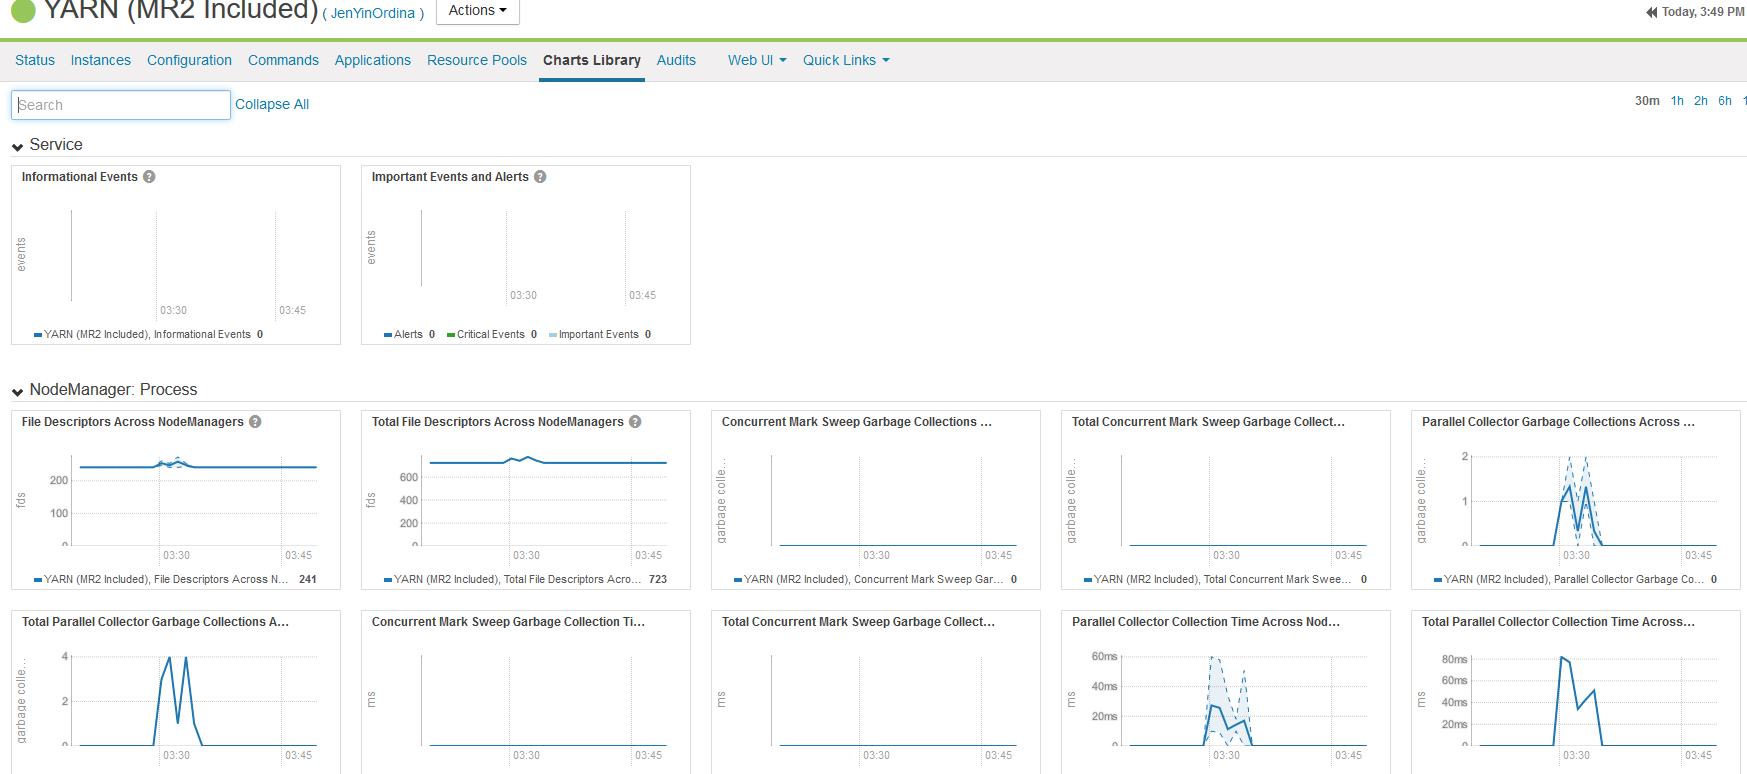 YARN (MR2 Included) ( JenYinOrdina ) Actions
Today, 3:49 PM
Status Instances Configuration Commands Applications Resource Pools Charts Library Audits Web UI Quick Links
Search Collapse All
30m 1h 2h 6h 1
Service
Informational Events ?
events
03:30 03:45
YARN (MR2 Included), Informational Events 0
Important Events and Alerts ?
events
03:30 03:45
Alerts 0 Critical Events 0 Important Events 0
NodeManager: Process
File Descriptors Across NodeManagers ?
fds
200
100
0
03:30 03:45
YARN (MR2 Included), File Descriptors Across N... 241
Total File Descriptors Across NodeManagers ?
fds
600
400
200
0
03:30 03:45
YARN (MR2 Included), Total File Descriptors Acro... 723
Concurrent Mark Sweep Garbage Collections ...
garbage colle...
03:30 03:45
YARN (MR2 Included), Concurrent Mark Sweep Gar... 0
Total Concurrent Mark Sweep Garbage Collect...
garbage colle...
03:30 03:45
YARN (MR2 Included), Total Concurrent Mark Swee... 0
Parallel Collector Garbage Collections Across ...
garbage colle...
2
1
0
03:30 03:45
YARN (MR2 Included), Parallel Collector Garbage Co... 0
Total Parallel Collector Garbage Collections A...
garbage colle...
4
2
0
03:30 03:45
Concurrent Mark Sweep Garbage Collection Ti...
ms
03:30 03:45
Total Concurrent Mark Sweep Garbage Collect...
ms
03:30 03:45
Parallel Collector Collection Time Across Nod...
ms
60ms
40ms
20ms
0
03:30 03:45
Total Parallel Collector Collection Time Across...
ms
80ms
60ms
40ms
20ms
0
03:30 03:45